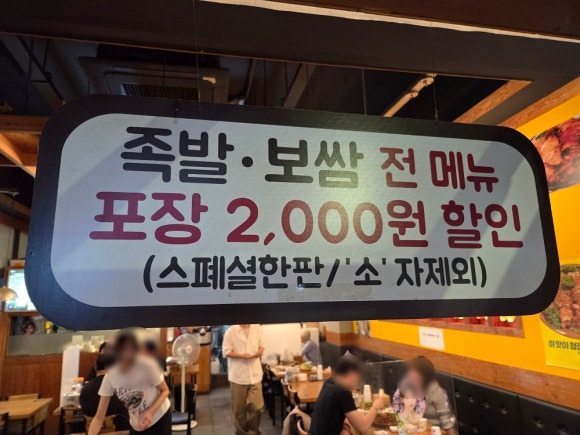 족발·보쌈 전 메뉴
포장 2,000원 할인
(스페셜한판/'소'자제외)